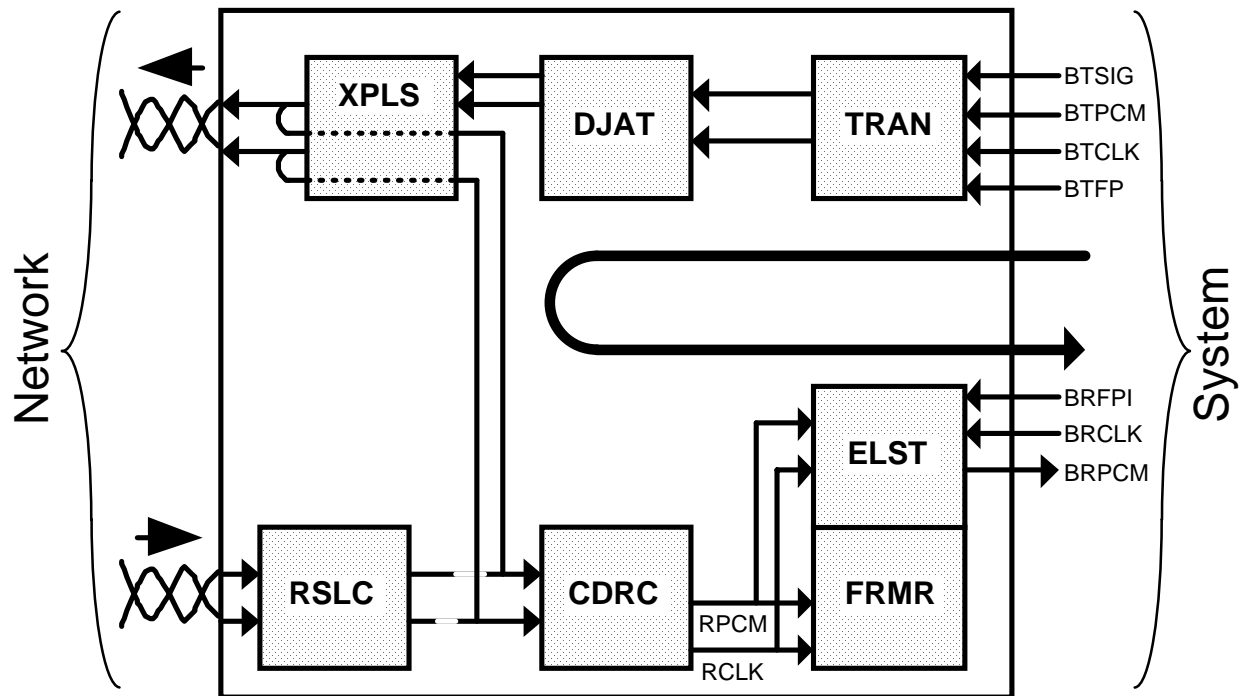 XPLS
DJAT
TRAN
BTSIG
BTPCM
BTCLK
BTFP
Network
System
BRFPI
BRCLK
BRPCM
ELST
RSLC
CDRC
FRMR
RPCM
RCLK